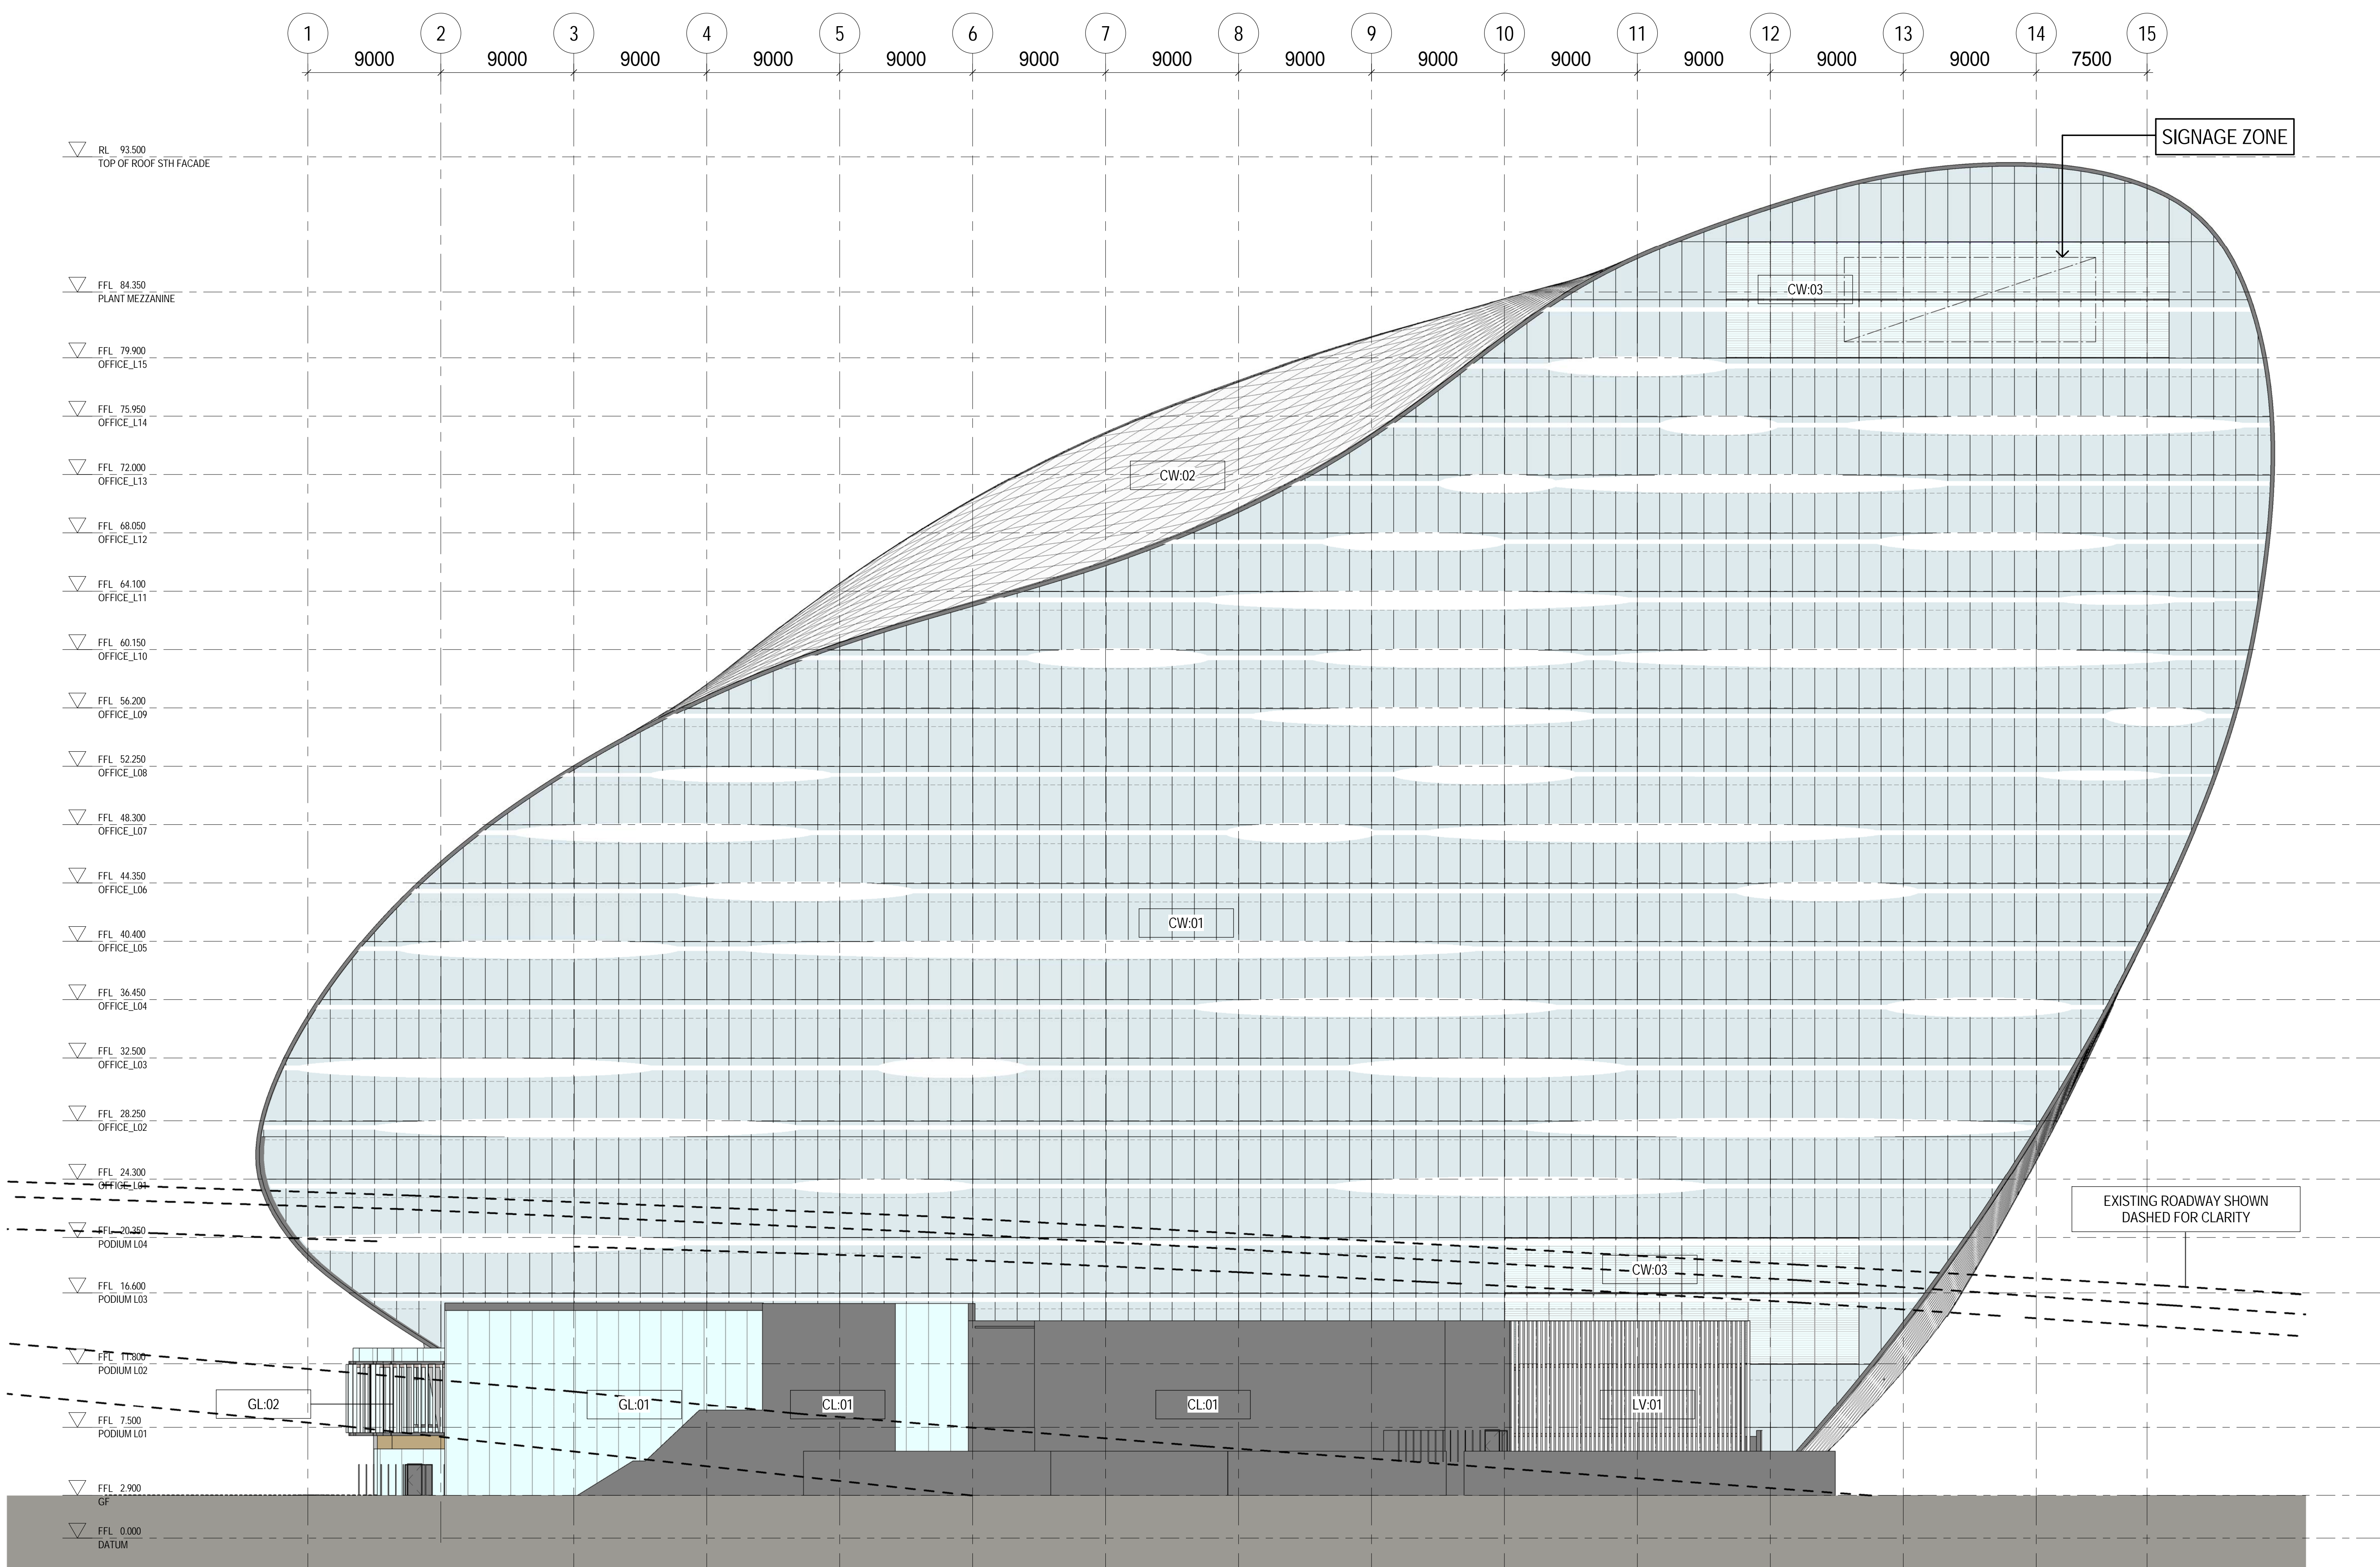 1 2 3 4 5 6 7 8 9 10 11 12 13 14 15
9000 9000 9000 9000 9000 9000 9000 9000 9000 9000 9000 9000 9000 7500
SIGNAGE ZONE
RL 93.500
TOP OF ROOF STH FACADE
FFL 84.350
PLANT MEZZANINE
CW:03
FFL 79.900
OFFICE_L15
FFL 75.950
OFFICE_L14
FFL 72.000
OFFICE_L13
CW:02
FFL 68.050
OFFICE_L12
FFL 64.100
OFFICE_L11
FFL 60.150
OFFICE_L10
FFL 56.200
OFFICE_L09
FFL 52.250
OFFICE_L08
FFL 48.300
OFFICE_L07
FFL 44.350
OFFICE_L06
CW:01
FFL 40.400
OFFICE_L05
FFL 36.450
OFFICE_L04
FFL 32.500
OFFICE_L03
FFL 28.250
OFFICE_L02
FFL 24.300
OFFICE_L01
EXISTING ROADWAY SHOWN
DASHED FOR CLARITY
FFL 20.350
PODIUM L04
CW:03
FFL 16.600
PODIUM L03
FFL 11.800
PODIUM L02
GL:02 GL:01 CL:01 CL:01 LV:01
FFL 7.500
PODIUM L01
FFL 2.900
GF
FFL 0.000
DATUM